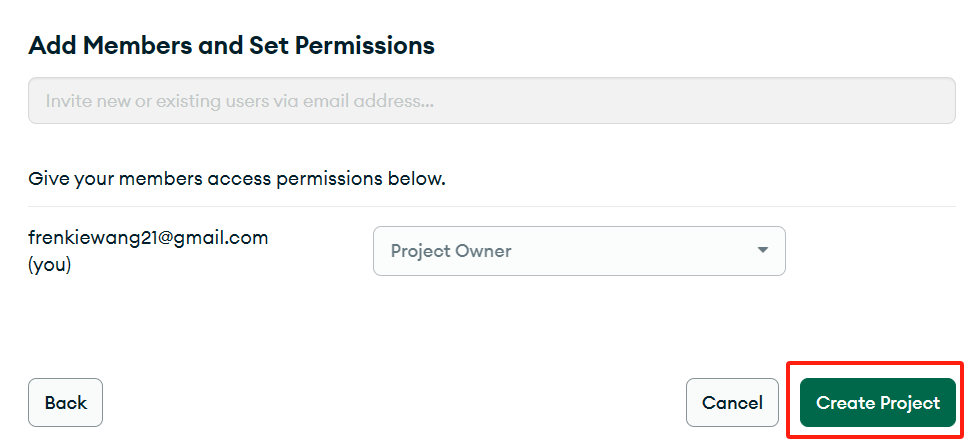 Add Members and Set Permissions
Invite new or existing users via email address...
Give your members access permissions below.
frenkiewang21@gmail.com
(you)
Project Owner
Back
Cancel
Create Project